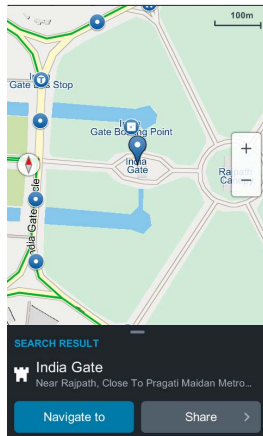 100m
Gate Bus Stop
Gate Boating Point
India
Gate
+
−
India Gate
SEARCH RESULT
India Gate
Near Rajpath, Close To Pragati Maidan Metro...
Navigate to
Share